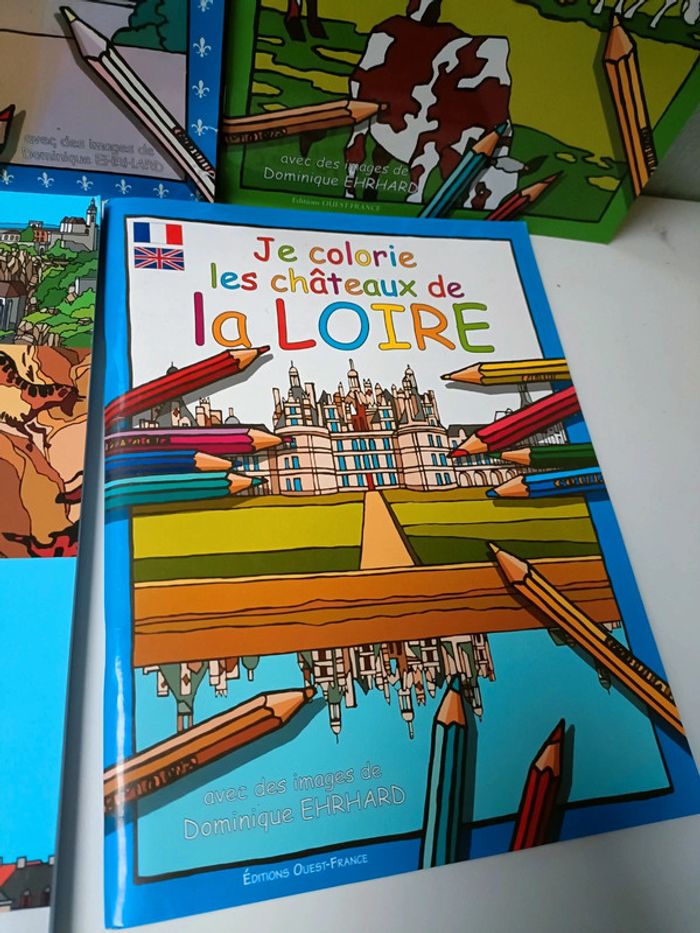 avec des images de
Dominique EHRHARD
avec des images de
Dominique EHRHARD
Editions OUEST-FRANCE
Je colorie
les châteaux de
la LOIRE
avec des images de
Dominique EHRHARD
ÉDITIONS OUEST-FRANCE